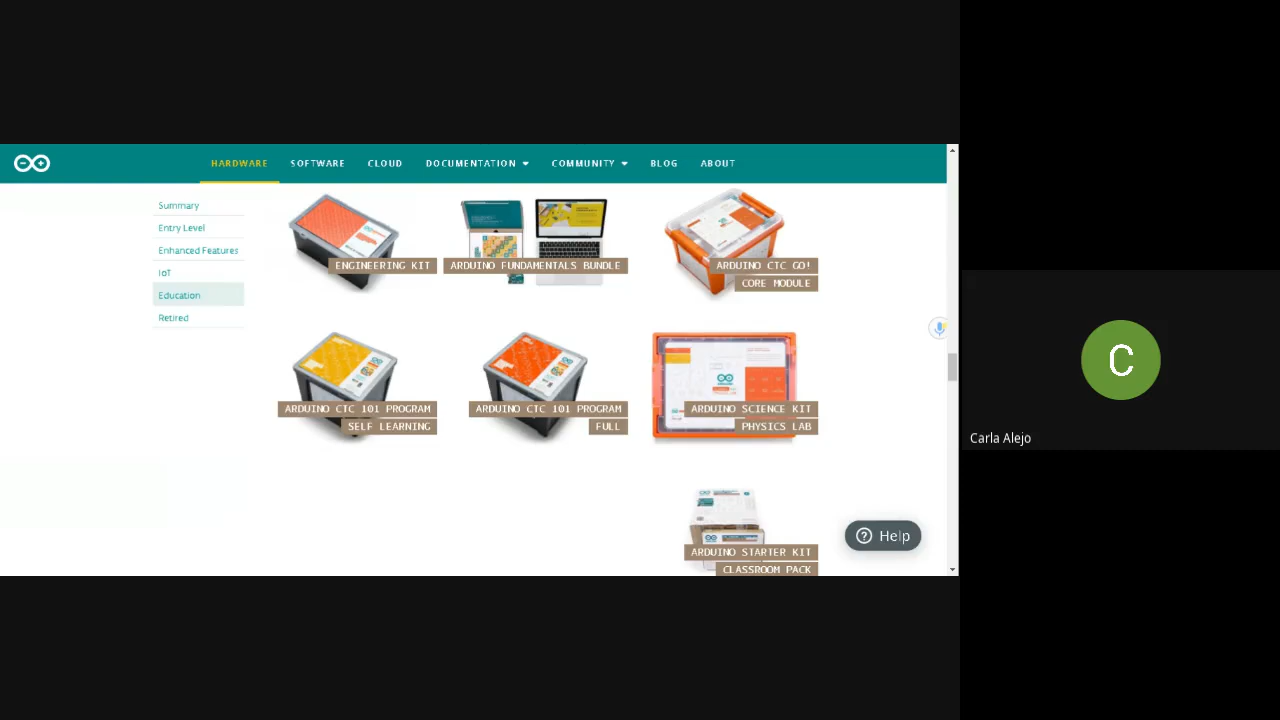 HARDWARE SOFTWARE CLOUD DOCUMENTATION COMMUNITY BLOG ABOUT
Summary
Entry Level
Enhanced Features
IoT
Education
Retired
ENGINEERING KIT
ARDUINO FUNDAMENTALS BUNDLE
ARDUINO CTC GO!
CORE MODULE
ARDUINO CTC 101 PROGRAM
SELF LEARNING
ARDUINO CTC 101 PROGRAM
FULL
ARDUINO SCIENCE KIT
PHYSICS LAB
ARDUINO STARTER KIT
CLASSROOM PACK
Help
C
Carla Alejo